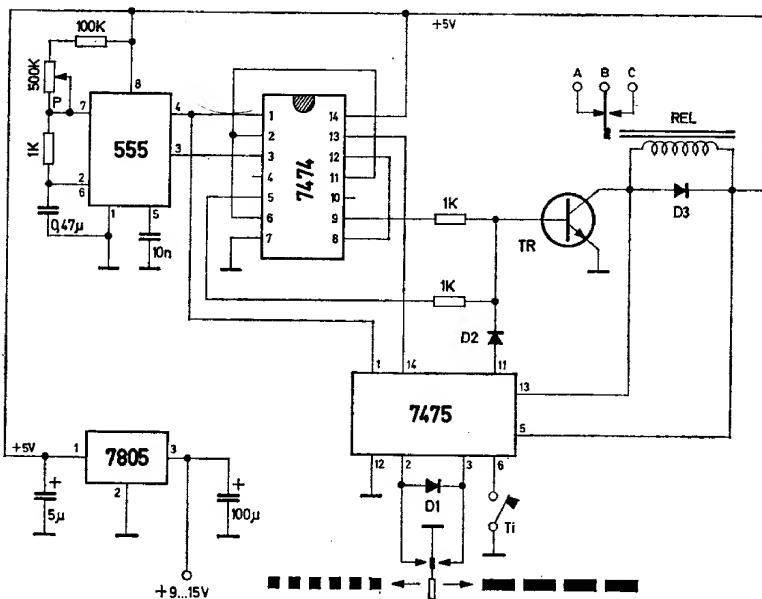 +5V
100K
500K
P
7
8
4
555
3
1K
2
6
1
5
0,47µ
10n
1
2
3
4
5
6
7
7474
14
13
12
11
10
9
8
A B C
REL
D3
1K
TR
1K
D2
1 14 11
7475
13
5
12 2 3 6
D1
Ti
+5V
1
7805
3
2
+
5µ
+
100µ
+9...15V